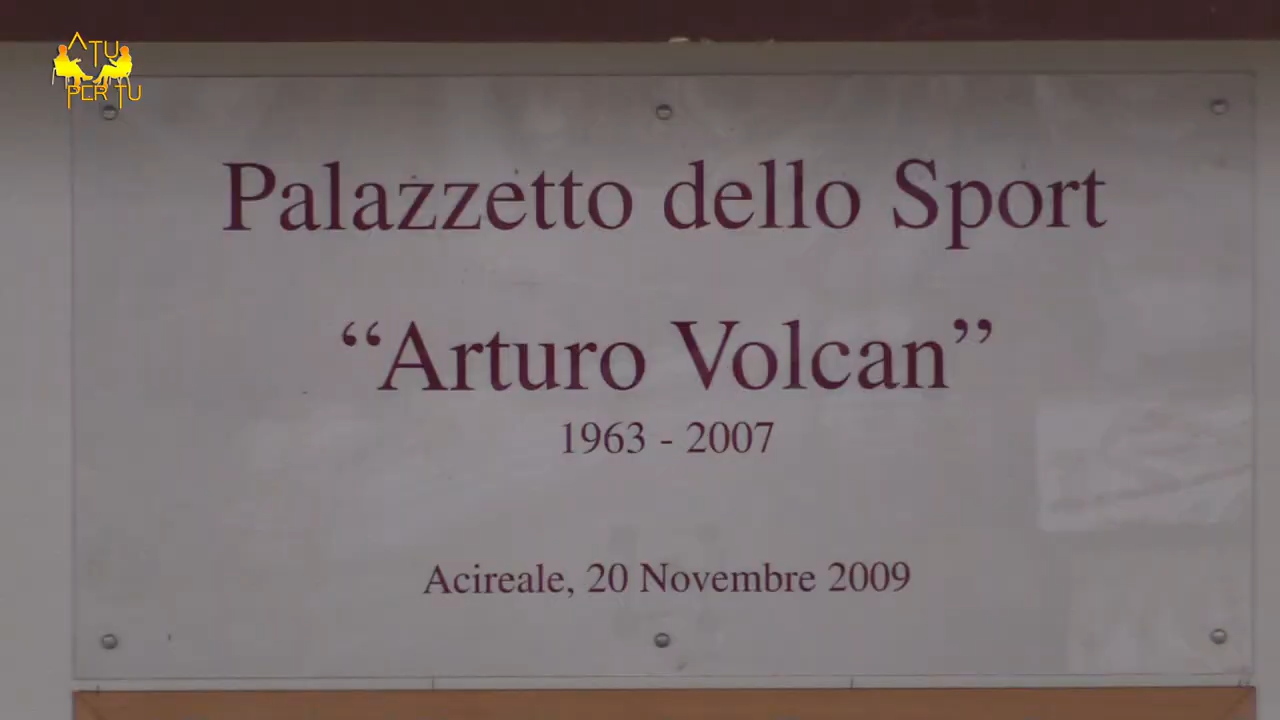 A TU
PER TU
Palazzetto dello Sport
“Arturo Volcan”
1963 - 2007
Acireale, 20 Novembre 2009